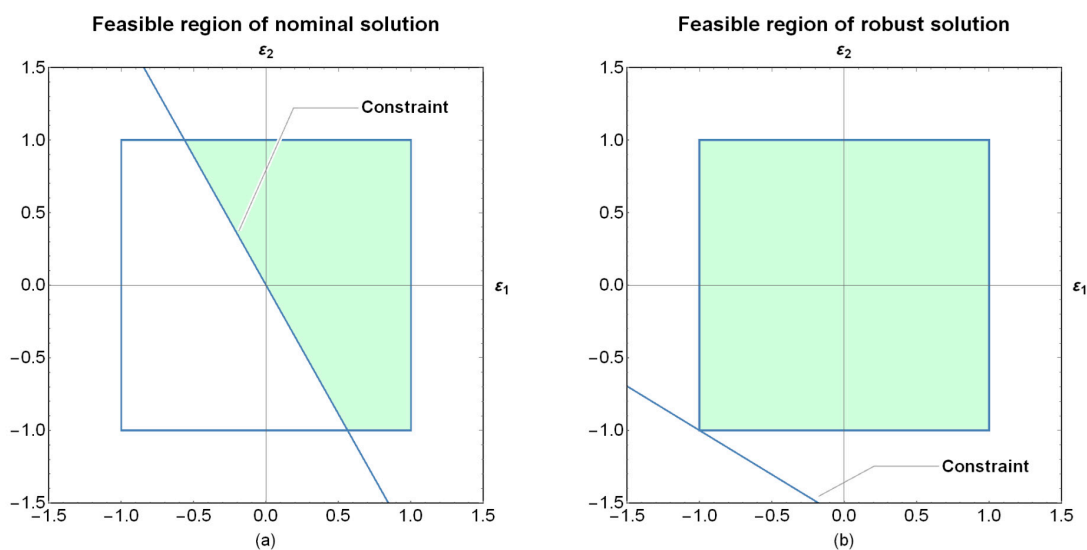 Feasible region of nominal solution
ε2
1.5
1.0
0.5
0.0
−0.5
−1.0
−1.5
−1.5 −1.0 −0.5 0.0 0.5 1.0 1.5
ε1
Constraint
(a)
Feasible region of robust solution
ε2
1.5
1.0
0.5
0.0
−0.5
−1.0
−1.5
−1.5 −1.0 −0.5 0.0 0.5 1.0 1.5
ε1
Constraint
(b)